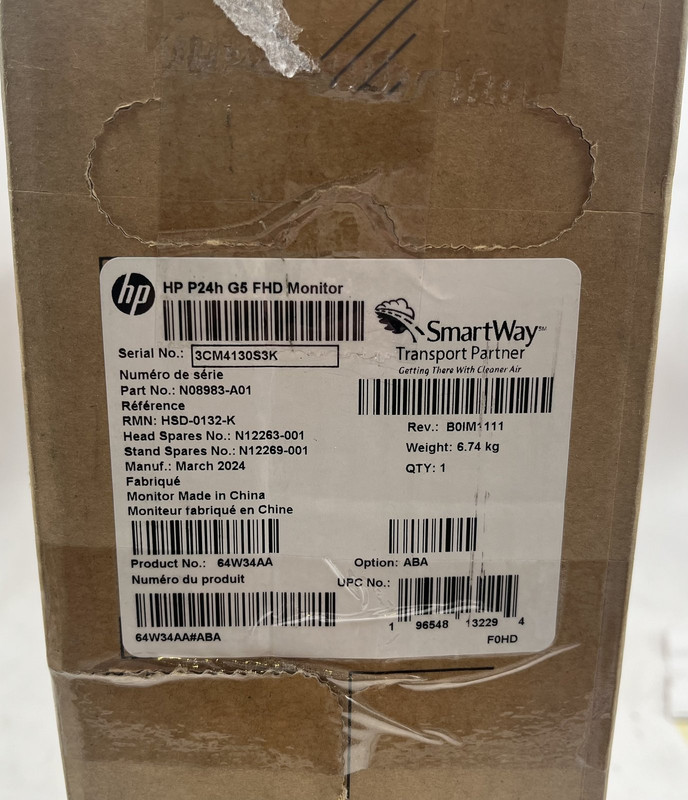 hp
HP P24h G5 FHD Monitor
SmartWay™
Transport Partner
Getting There With Cleaner Air
Serial No.: 3CM4130S3K
Numéro de série
Part No.: N08983-A01
Référence
RMN: HSD-0132-K
Head Spares No.: N12263-001
Stand Spares No.: N12269-001
Manuf.: March 2024
Fabriqué
Monitor Made in China
Moniteur fabriqué en Chine
Rev.: B0IM1111
Weight: 6.74 kg
QTY: 1
Product No.: 64W34AA
Numéro du produit
Option: ABA
UPC No.:
1 96548 13229 4
64W34AA#ABA
F0HD